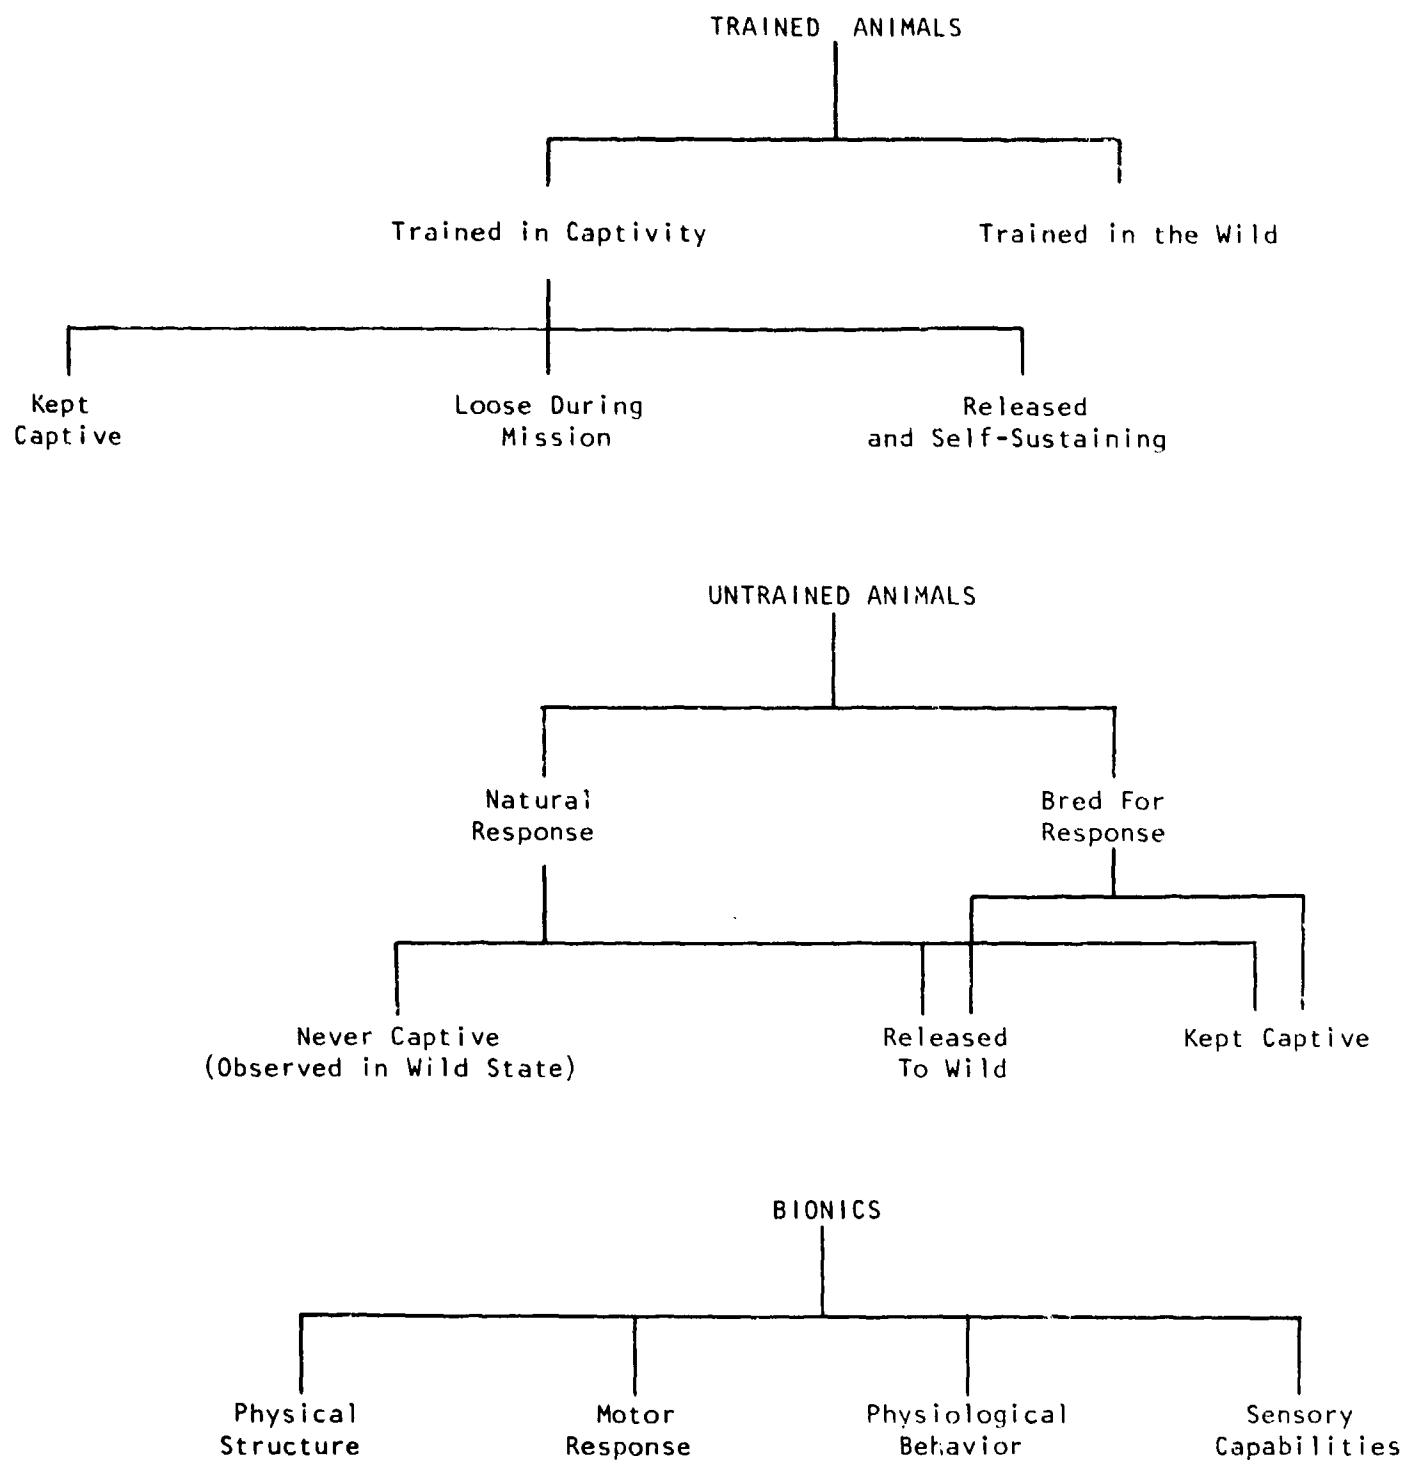 TRAINED ANIMALS
Trained in Captivity
Trained in the Wild
Kept
Captive
Loose During
Mission
Released
and Self-Sustaining
UNTRAINED ANIMALS
Natural
Response
Bred For
Response
Never Captive
(Observed in Wild State)
Released
To Wild
Kept Captive
BIONICS
Physical
Structure
Motor
Response
Physiological
Behavior
Sensory
Capabilities